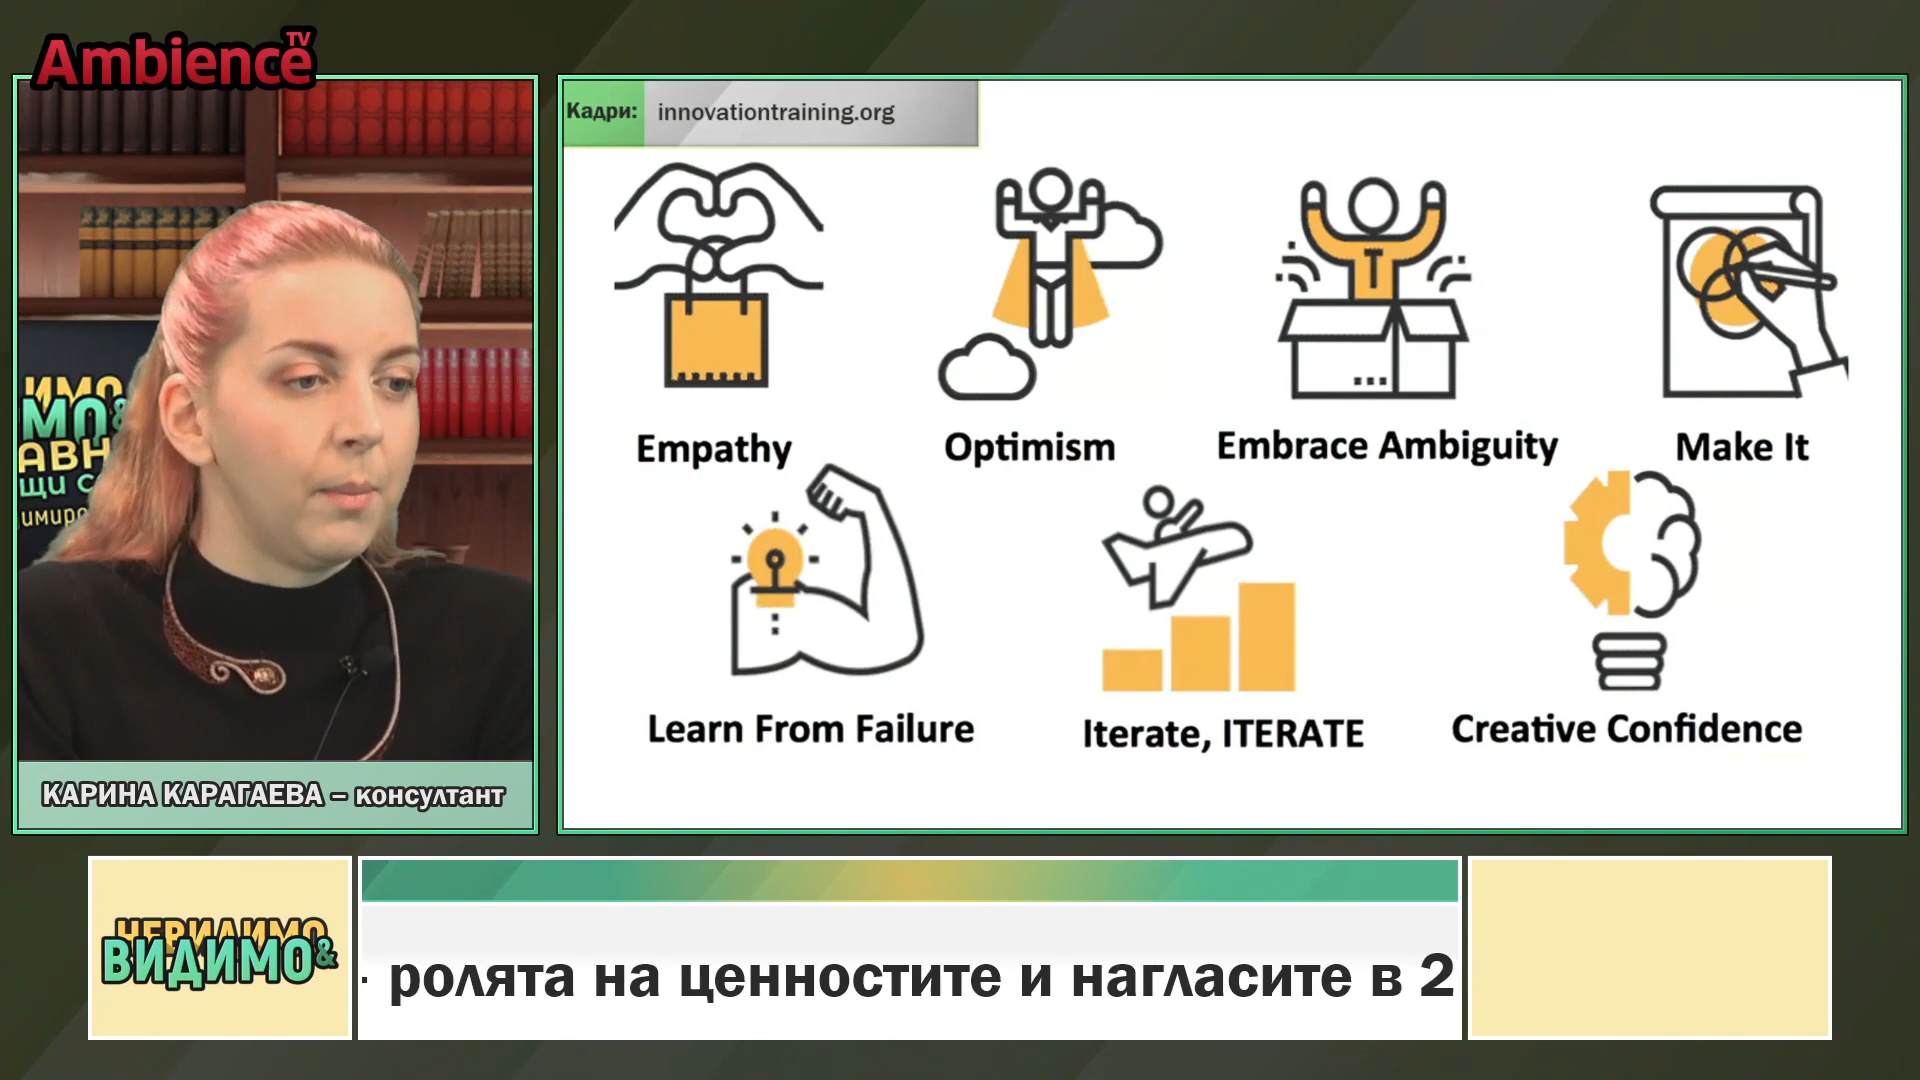 Ambience TV
Кадри: innovationtraining.org
Empathy
Optimism
Embrace Ambiguity
Make It
Learn From Failure
Iterate, ITERATE
Creative Confidence
КАРИНА КАРАГАЕВА – консултант
НЕВИДИМО
ВИДИМО &
- ролята на ценностите и нагласите в 2